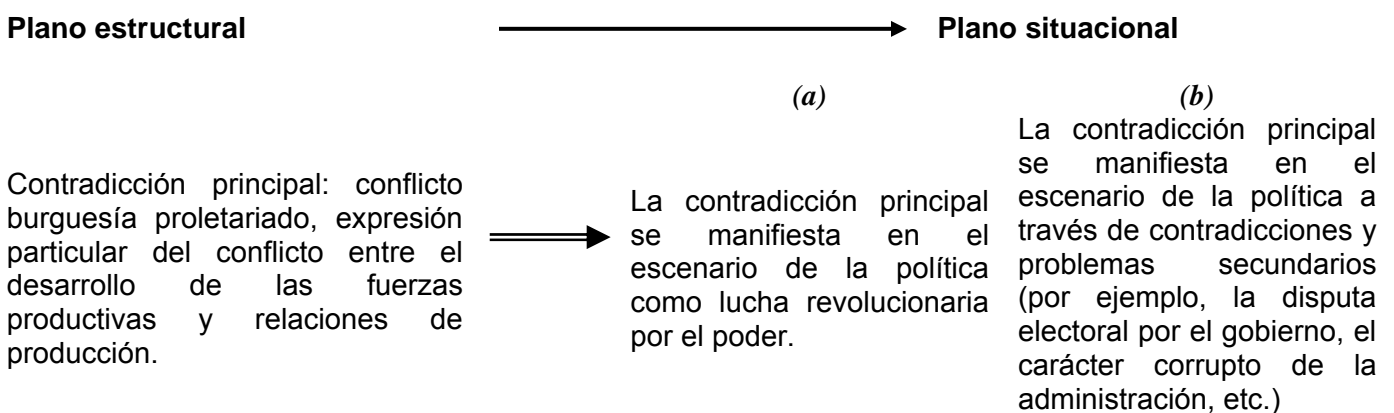 Plano estructural
Plano situacional
Contradicción principal: conflicto
burguesía proletariado, expresión
particular del conflicto entre el
desarrollo de las fuerzas
productivas y relaciones de
producción.
(a)
La contradicción principal
se manifiesta en el
escenario de la política
como lucha revolucionaria
por el poder.
(b)
La contradicción principal
se manifiesta en el
escenario de la política a
través de contradicciones y
problemas secundarios
(por ejemplo, la disputa
electoral por el gobierno, el
carácter corrupto de la
administración, etc.)